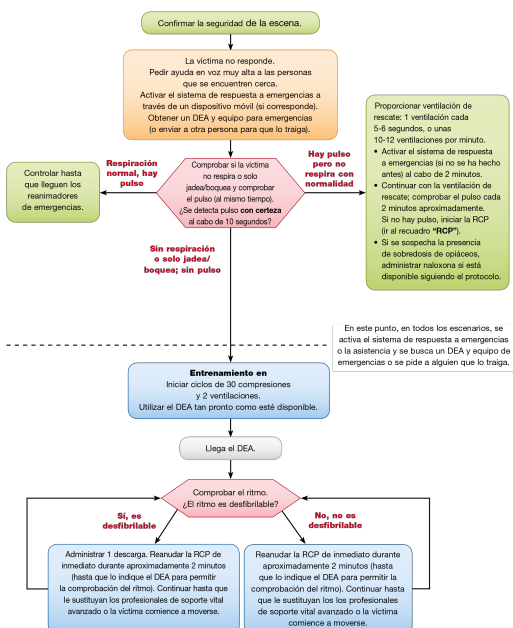 Confirmar la seguridad de la escena.
La víctima no responde.
Pedir ayuda en voz muy alta a las personas
que se encuentren cerca.
Activar el sistema de respuesta a emergencias a
través de un dispositivo móvil (si corresponde).
Obtener un DEA y equipo para emergencias
(o enviar a otra persona para que lo traiga).
Comprobar si la víctima
no respira o solo
jadea/boquea y comprobar
el pulso (al mismo tiempo).
¿Se detecta pulso con certeza
al cabo de 10 segundos?
Respiración
normal, hay
pulso
Controlar hasta
que lleguen los
reanimadores
de emergencias.
Hay pulso
pero no
respira con
normalidad
Proporcionar ventilación de
rescate: 1 ventilación cada
5-6 segundos, o unas
10-12 ventilaciones por minuto.
• Activar el sistema de respuesta
a emergencias (si no se ha hecho
antes) al cabo de 2 minutos.
• Continuar con la ventilación de
rescate; comprobar el pulso cada
2 minutos aproximadamente.
Si no hay pulso, iniciar la RCP
(ir al recuadro “RCP”).
• Si se sospecha la presencia
de sobredosis de opiáceos,
administrar naloxona si está
disponible siguiendo el protocolo.
Sin respiración
o solo jadea/
boquea; sin pulso
En este punto, en todos los escenarios, se
activa el sistema de respuesta a emergencias
o la asistencia y se busca un DEA y equipo de
emergencias o se pide a alguien que lo traiga.
Entrenamiento en
Iniciar ciclos de 30 compresiones
y 2 ventilaciones.
Utilizar el DEA tan pronto como esté disponible.
Llega el DEA.
Comprobar el ritmo.
¿El ritmo es desfibrilable?
Sí, es
desfibrilable
No, no es
desfibrilable
Administrar 1 descarga. Reanudar la RCP de
inmediato durante aproximadamente 2 minutos
(hasta que lo indique el DEA para permitir
la comprobación del ritmo). Continuar hasta que
le sustituyan los profesionales de soporte vital
avanzado o la víctima comience a moverse.
Reanudar la RCP de inmediato durante
aproximadamente 2 minutos (hasta
que lo indique el DEA para permitir la
comprobación del ritmo). Continuar hasta
que le sustituyan los los profesionales
de soporte vital avanzado o la víctima
comience a moverse.